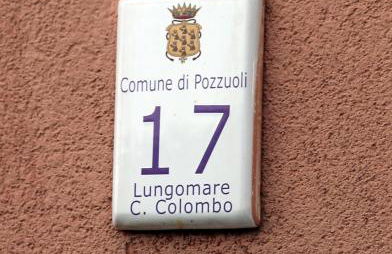 Comune di Pozzuoli
17
Lungomare
C. Colombo